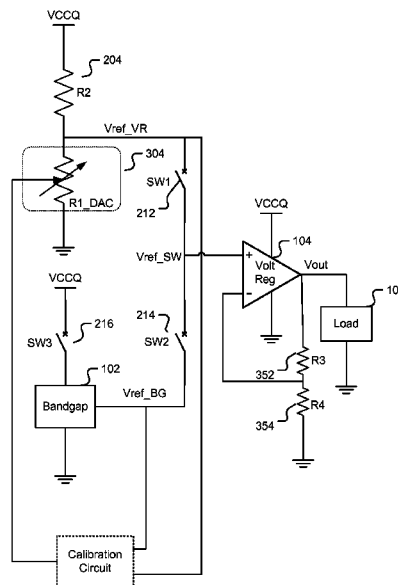 VCCQ
204
R2
Vref_VR
304
R1_DAC
SW1
212
VCCQ
104
Vref_SW
+
Volt
Reg
Vout
−
10
Load
VCCQ
216
SW3
214
SW2
102
Bandgap
Vref_BG
R3
352
R4
354
Calibration
Circuit